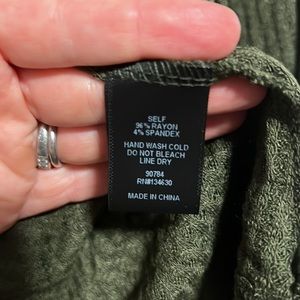 SELF
96% RAYON
4% SPANDEX
HAND WASH COLD
DO NOT BLEACH
LINE DRY
90784
RN#134630
MADE IN CHINA